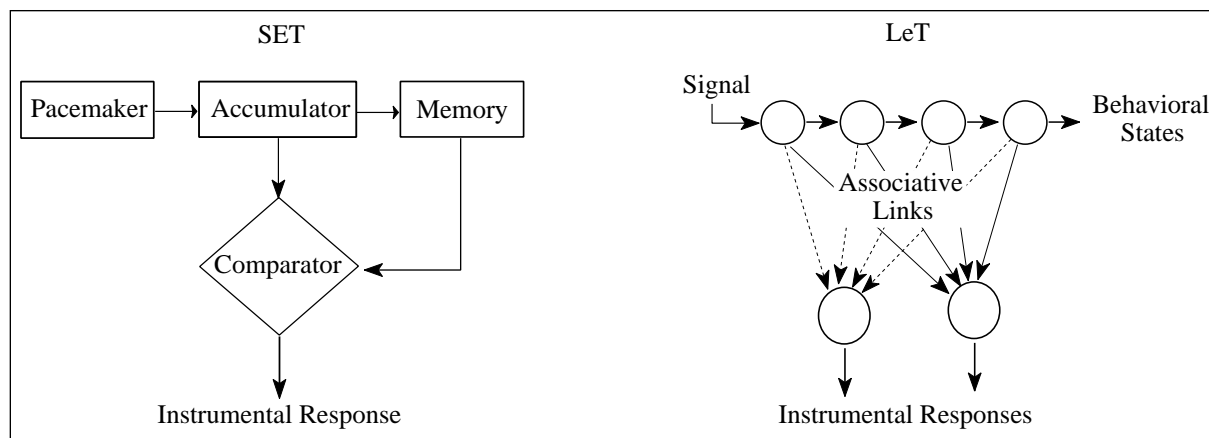 SET
Pacemaker
Accumulator
Memory
Comparator
Instrumental Response
LeT
Signal
Behavioral
States
Associative
Links
Instrumental Responses